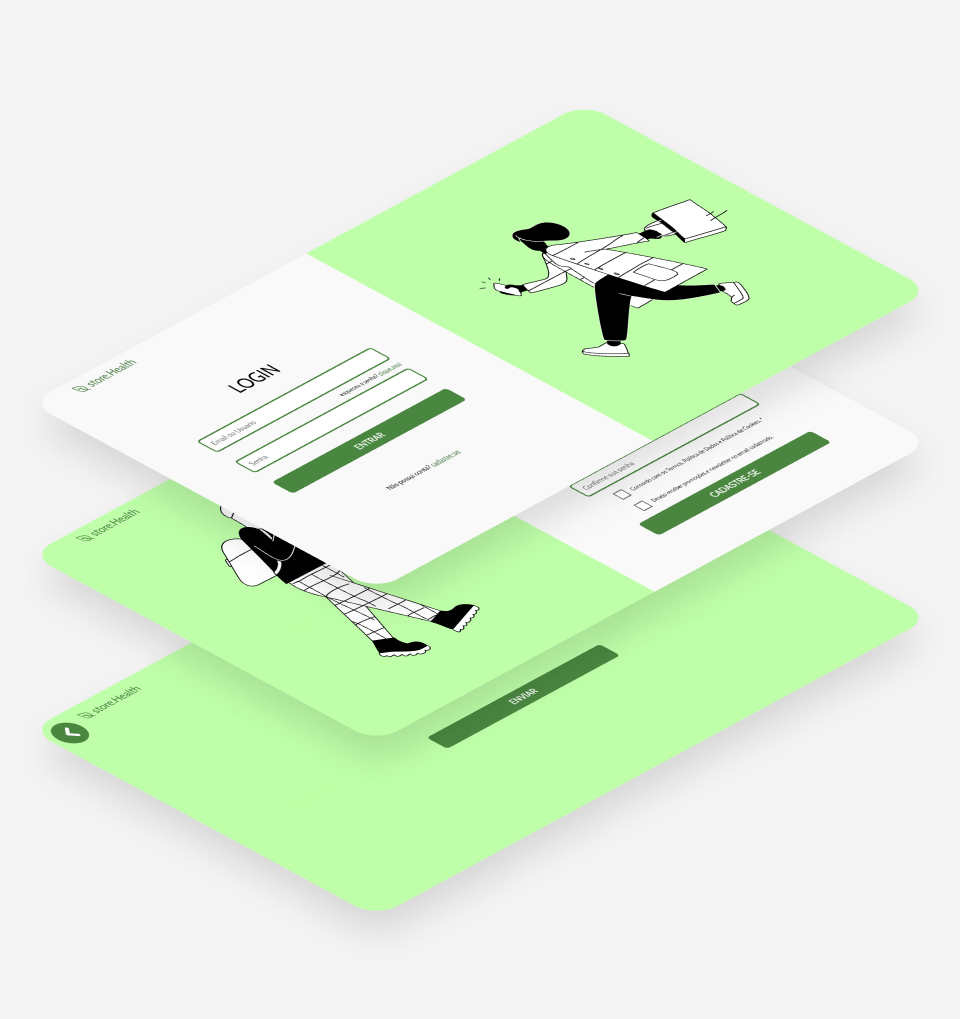 store.Health
LOGIN
Email ou Usuario
esqueceu a senha? clique aqui
Senha
ENTRAR
Não possui conta? cadastre-se
store.Health
Confirme sua senha
Concordo com os Termos, Política de Dados e Política de Cookies.*
Desejo receber promoções e newsletter no email cadastrado.
CADASTRE-SE
store.Health
ENVIAR